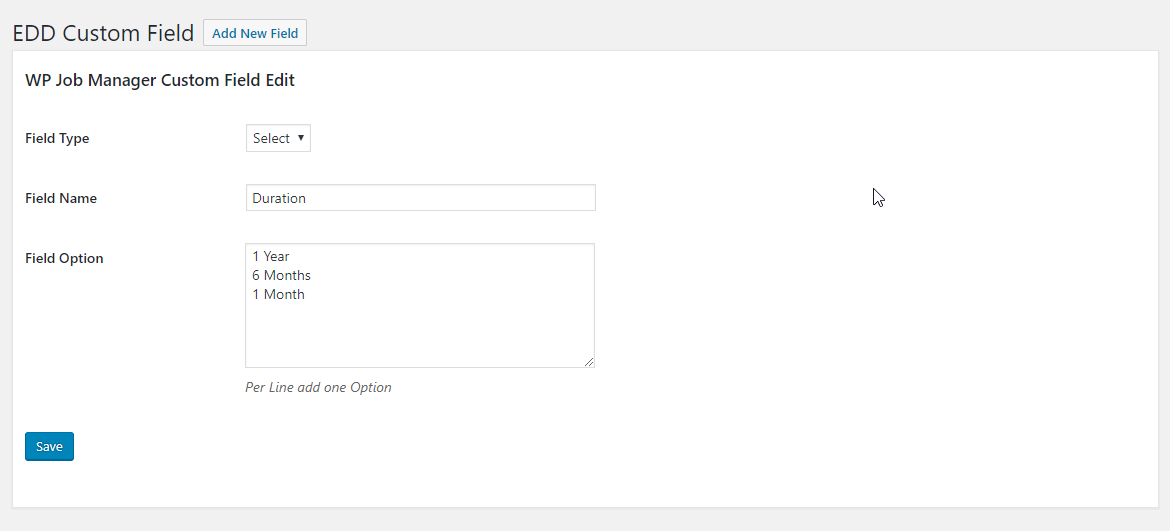 EDD Custom Field Add New Field
WP Job Manager Custom Field Edit
Field Type Select
Field Name Duration
Field Option
1 Year
6 Months
1 Month
Per Line add one Option
Save